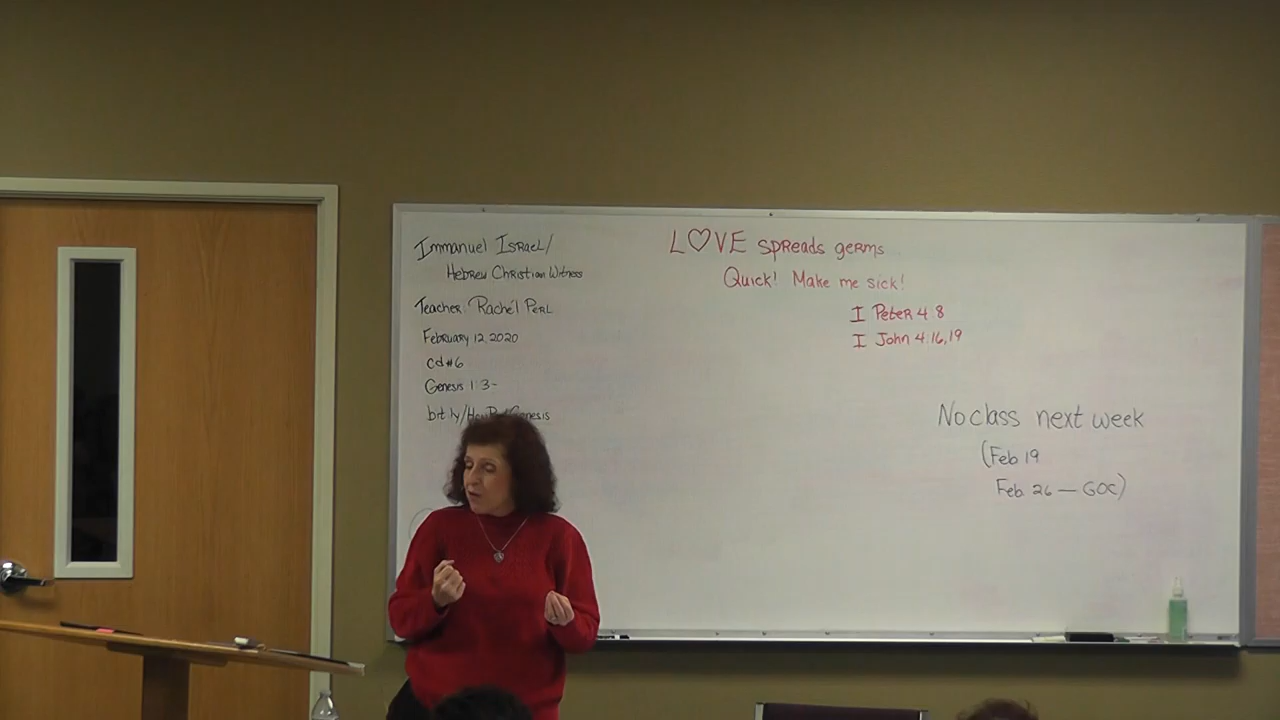 Immanuel Israel/
Hebrew Christian Witness
Teacher: Rachél Perl
February 12, 2020
cd#6
Genesis 1:3-
LOVE spreads germs
Quick! Make me sick!
I Peter 4:8
I John 4:16,19
No class next week
(Feb 19
Feb. 26 — GOC)